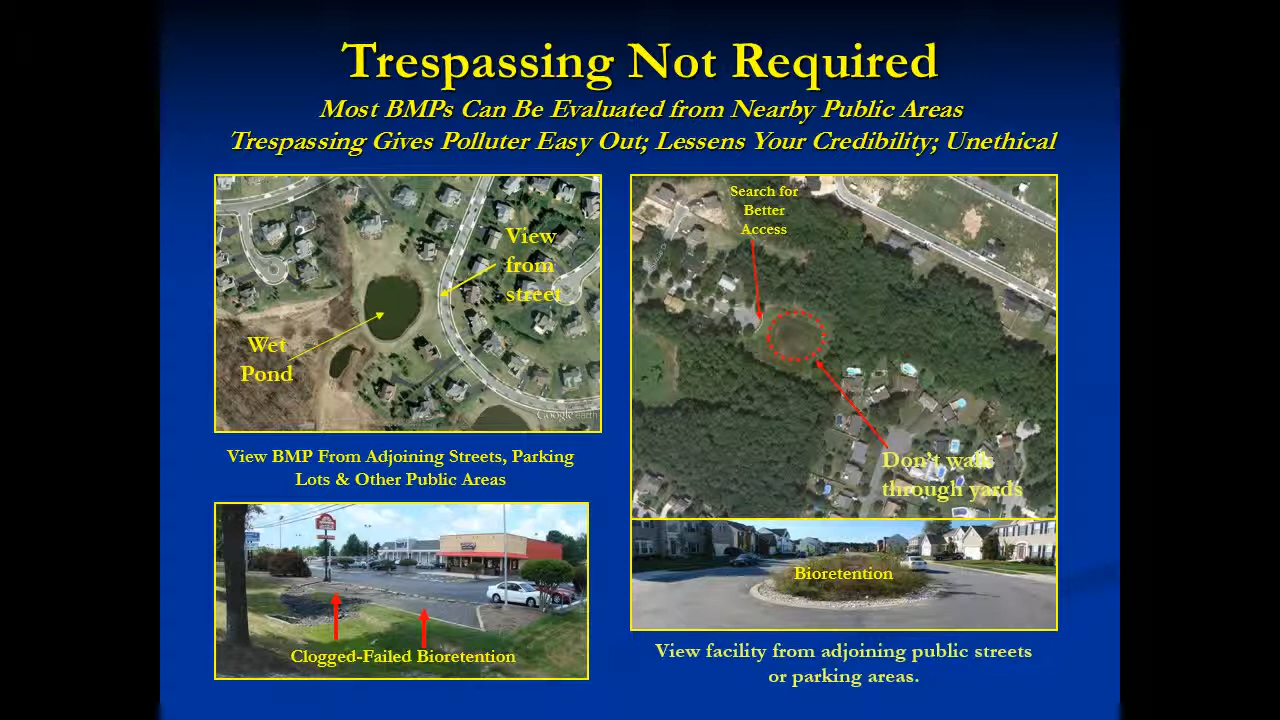 Trespassing Not Required
Most BMPs Can Be Evaluated from Nearby Public Areas
Trespassing Gives Polluter Easy Out; Lessens Your Credibility; Unethical
View
from
street
Wet
Pond
Google earth
View BMP From Adjoining Streets, Parking
Lots & Other Public Areas
Clogged-Failed Bioretention
Search for
Better
Access
Don't walk
through yards
Bioretention
View facility from adjoining public streets
or parking areas.